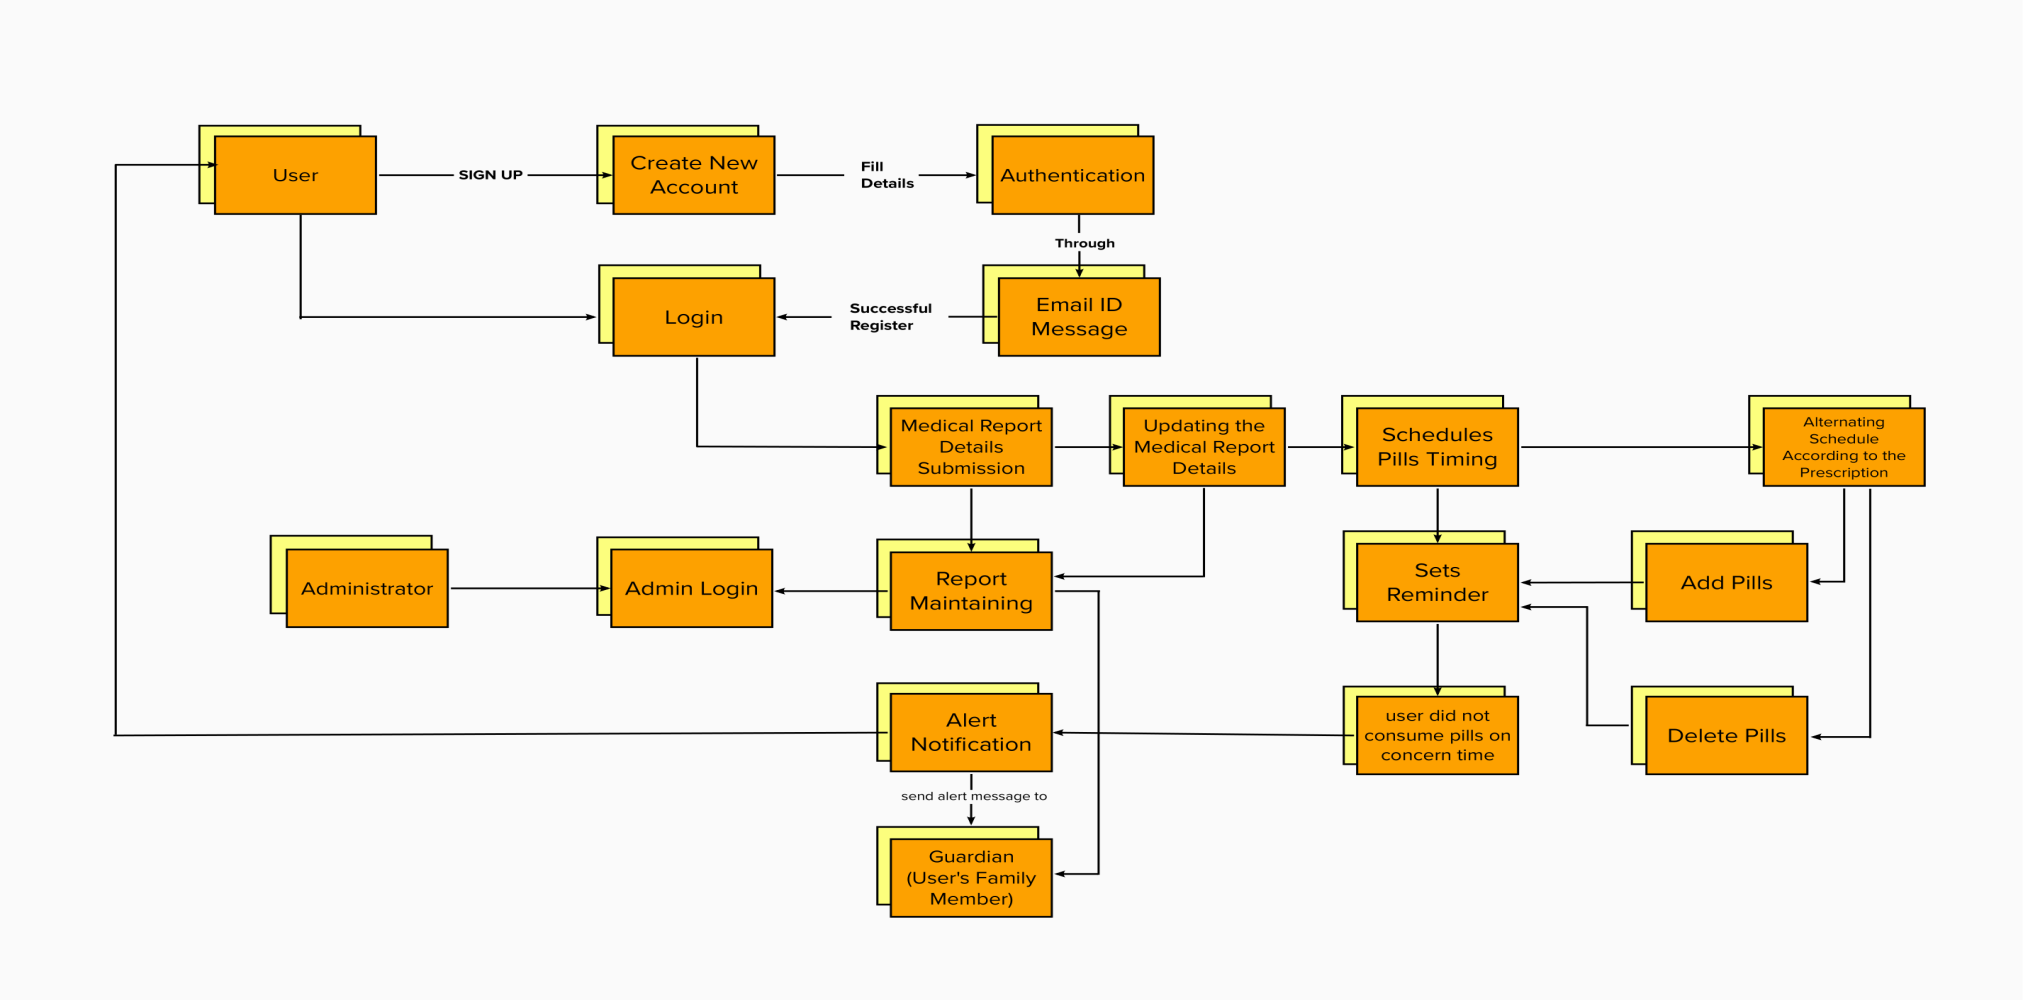 User
SIGN UP
Create New
Account
Fill
Details
Authentication
Through
Login
Successful
Register
Email ID
Message
Medical Report
Details
Submission
Updating the
Medical Report
Details
Schedules
Pills Timing
Alternating
Schedule
According to the
Prescription
Administrator
Admin Login
Report
Maintaining
Sets
Reminder
Add Pills
Alert
Notification
user did not
consume pills on
concern time
Delete Pills
send alert message to
Guardian
(User's Family
Member)